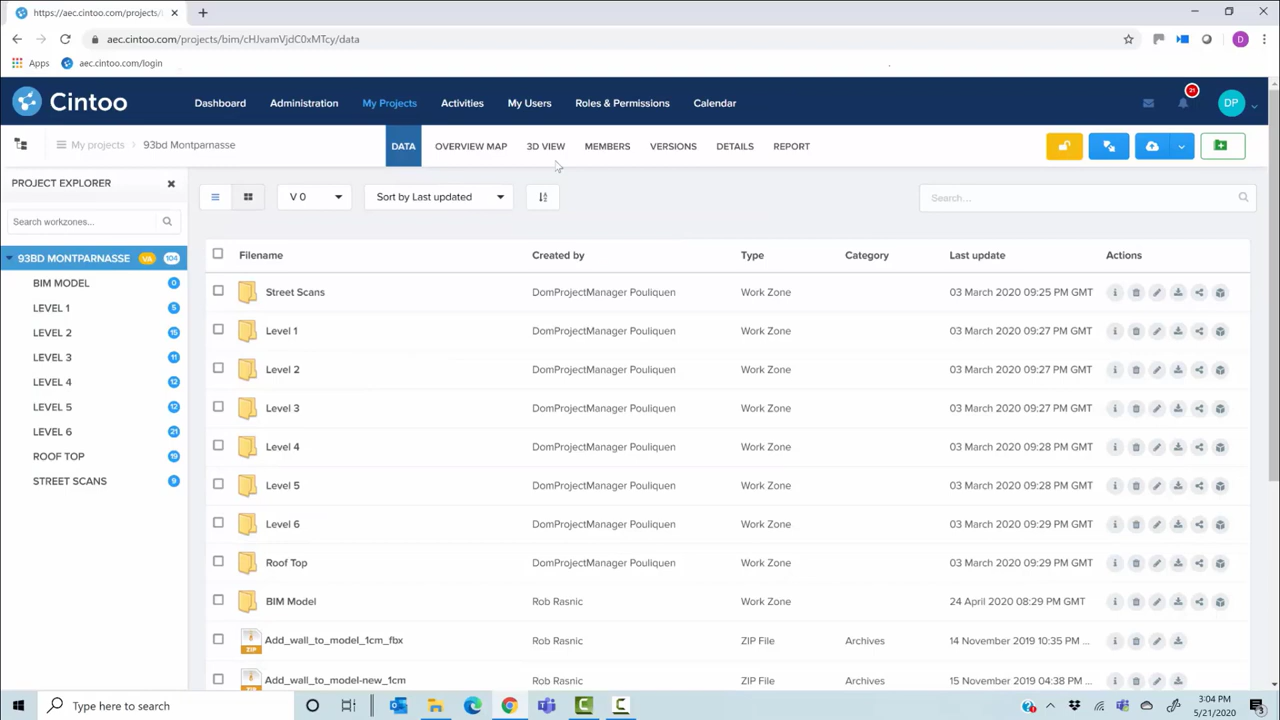 https://aec.cintoo.com/projects/
aec.cintoo.com/projects/bim/cHJvamVjdC0xMTcy/data
D
Apps
aec.cintoo.com/login
Cintoo
Dashboard
Administration
My Projects
Activities
My Users
Roles & Permissions
Calendar
21
DP
My projects
93bd Montparnasse
DATA
OVERVIEW MAP
3D VIEW
MEMBERS
VERSIONS
DETAILS
REPORT
PROJECT EXPLORER
V 0
Sort by Last updated
Search...
Search workzones...
93BD MONTPARNASSE VA 104
BIM MODEL 0
LEVEL 1 5
LEVEL 2 15
LEVEL 3 11
LEVEL 4 12
LEVEL 5 12
LEVEL 6 21
ROOF TOP 19
STREET SCANS 9
Filename Created by Type Category Last update Actions
Street Scans DomProjectManager Pouliquen Work Zone 03 March 2020 09:25 PM GMT
Level 1 DomProjectManager Pouliquen Work Zone 03 March 2020 09:27 PM GMT
Level 2 DomProjectManager Pouliquen Work Zone 03 March 2020 09:27 PM GMT
Level 3 DomProjectManager Pouliquen Work Zone 03 March 2020 09:27 PM GMT
Level 4 DomProjectManager Pouliquen Work Zone 03 March 2020 09:28 PM GMT
Level 5 DomProjectManager Pouliquen Work Zone 03 March 2020 09:28 PM GMT
Level 6 DomProjectManager Pouliquen Work Zone 03 March 2020 09:29 PM GMT
Roof Top DomProjectManager Pouliquen Work Zone 03 March 2020 09:29 PM GMT
BIM Model Rob Rasnic Work Zone 24 April 2020 08:29 PM GMT
ZIP Add_wall_to_model_1cm_fbx Rob Rasnic ZIP File Archives 14 November 2019 10:35 PM ...
ZIP Add_wall_to_model-new_1cm Rob Rasnic ZIP File Archives 15 November 2019 04:38 PM ...
Type here to search
3:04 PM
5/21/2020
3